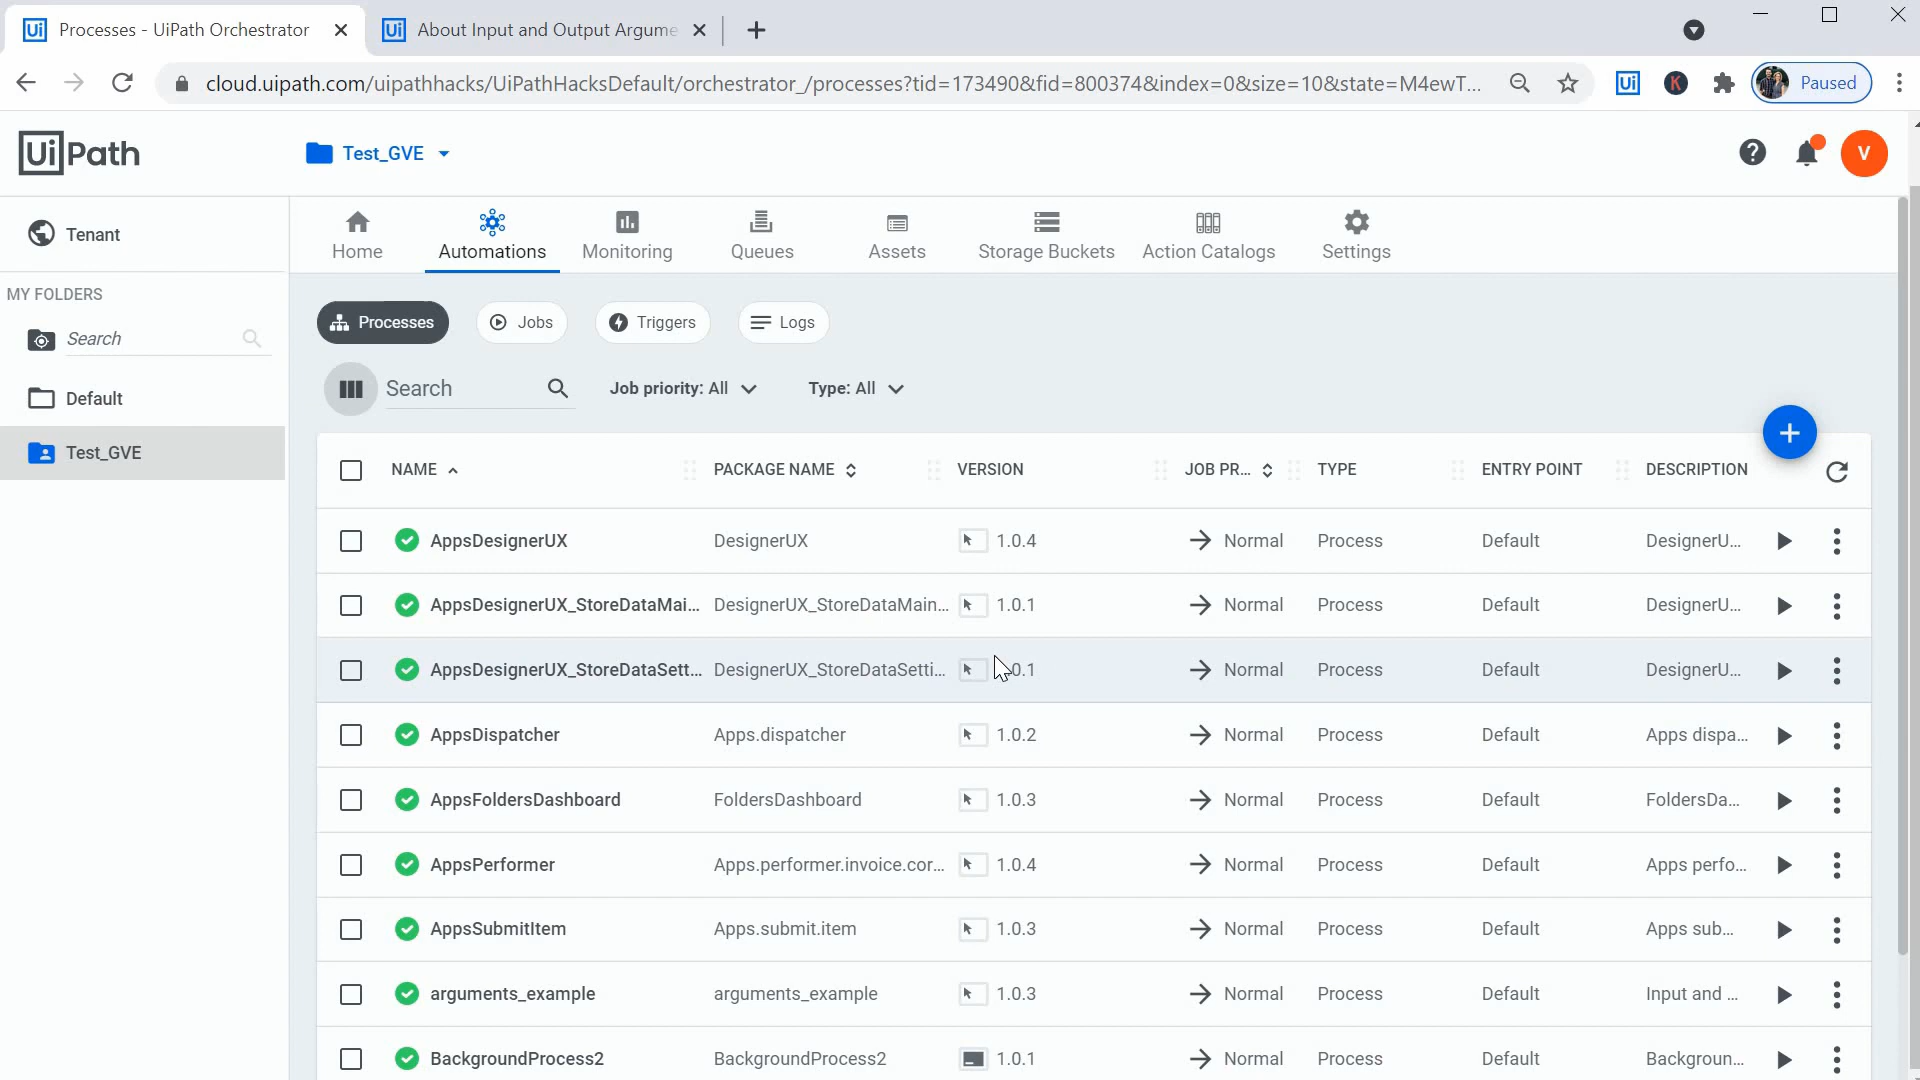 Ui Processes - UiPath Orchestrator
Ui About Input and Output Argume
cloud.uipath.com/uipathhacks/UiPathHacksDefault/orchestrator_/processes?tid=173490&fid=800374&index=0&size=10&state=M4ewT...
Ui K Paused
UiPath
Test_GVE
V
Tenant
MY FOLDERS
Search
Default
Test_GVE
Home Automations Monitoring Queues Assets Storage Buckets Action Catalogs Settings
Processes Jobs Triggers Logs
Search Job priority: All Type: All
NAME PACKAGE NAME VERSION JOB PR... TYPE ENTRY POINT DESCRIPTION
AppsDesignerUX DesignerUX 1.0.4 Normal Process Default DesignerU...
AppsDesignerUX_StoreDataMai... DesignerUX_StoreDataMain... 1.0.1 Normal Process Default DesignerU...
AppsDesignerUX_StoreDataSett... DesignerUX_StoreDataSetti... .0.1 Normal Process Default DesignerU...
AppsDispatcher Apps.dispatcher 1.0.2 Normal Process Default Apps dispa...
AppsFoldersDashboard FoldersDashboard 1.0.3 Normal Process Default FoldersDa...
AppsPerformer Apps.performer.invoice.cor... 1.0.4 Normal Process Default Apps perfo...
AppsSubmitItem Apps.submit.item 1.0.3 Normal Process Default Apps sub...
arguments_example arguments_example 1.0.3 Normal Process Default Input and ...
BackgroundProcess2 BackgroundProcess2 1.0.1 Normal Process Default Backgroun...